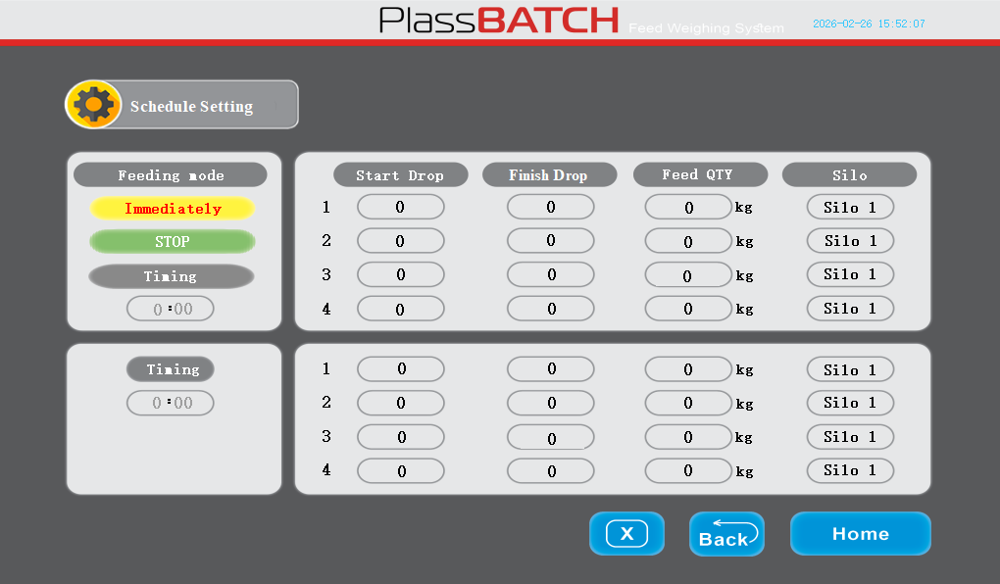 PlassBATCH Feed Weighing System 2026-02-26 15:52:07
Schedule Setting
Feeding mode
Immediately
STOP
Timing
0:00
Start Drop Finish Drop Feed QTY Silo
1 0 0 0 kg Silo 1
2 0 0 0 kg Silo 1
3 0 0 0 kg Silo 1
4 0 0 0 kg Silo 1
Timing
0:00
1 0 0 0 kg Silo 1
2 0 0 0 kg Silo 1
3 0 0 0 kg Silo 1
4 0 0 0 kg Silo 1
X Back Home